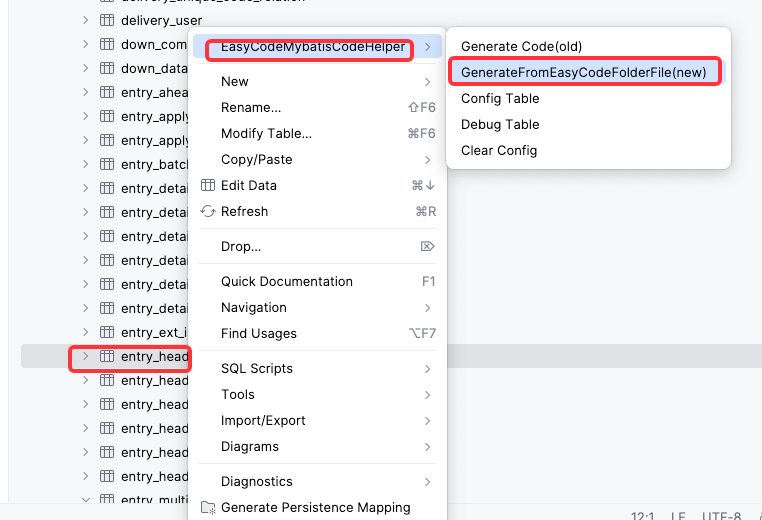 delivery_user
down_com
down_data
entry_ahea
entry_apply
entry_apply
entry_batc
entry_detai
entry_detai
entry_detai
entry_detai
entry_detai
entry_detai
entry_ext_i
entry_head
entry_head
entry_head
entry_head
entry_head
entry_head
entry_multi
EasyCodeMybatisCodeHelper
New
Rename... ⇧F6
Modify Table... ⌘F6
Copy/Paste
Edit Data ⌘↓
Refresh ⌘R
Drop... ⌦
Quick Documentation F1
Navigation
Find Usages ⌥F7
SQL Scripts
Tools
Import/Export
Diagrams
Diagnostics
Generate Persistence Mapping
Generate Code(old)
GenerateFromEasyCodeFolderFile(new)
Config Table
Debug Table
Clear Config
12:1 LF UTF-8